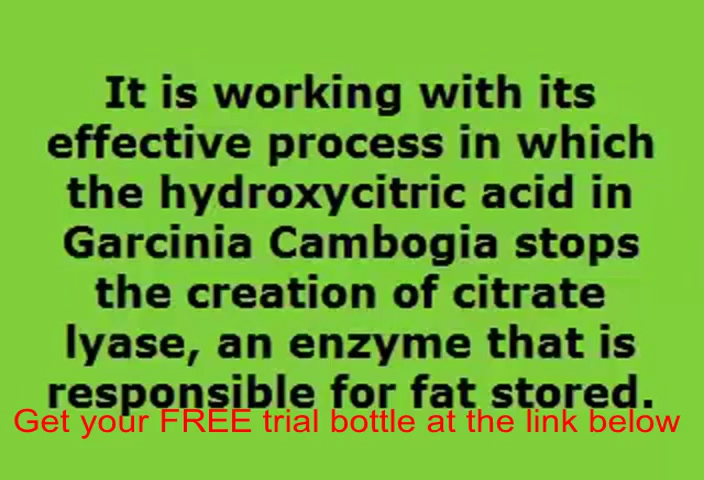 It is working with its
effective process in which
the hydroxycitric acid in
Garcinia Cambogia stops
the creation of citrate
lyase, an enzyme that is
responsible for fat stored.
Get your FREE trial bottle at the link below